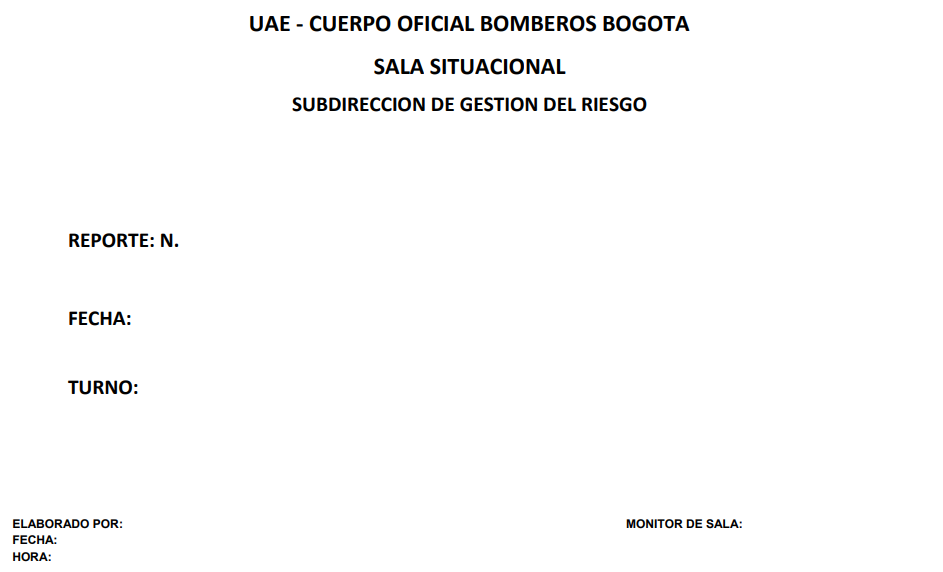 UAE - CUERPO OFICIAL BOMBEROS BOGOTA
SALA SITUACIONAL
SUBDIRECCION DE GESTION DEL RIESGO
REPORTE: N.
FECHA:
TURNO:
ELABORADO POR: MONITOR DE SALA:
FECHA:
HORA: